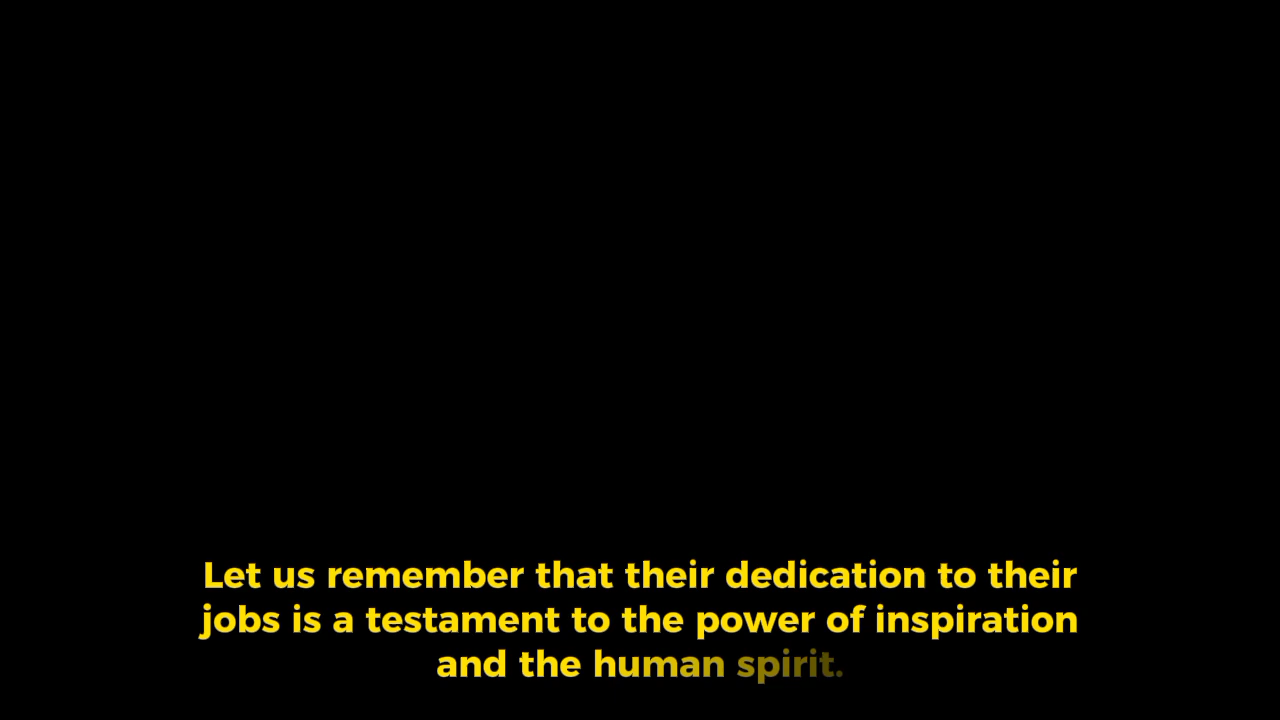 Let us remember that their dedication to their
jobs is a testament to the power of inspiration
and the human spirit.